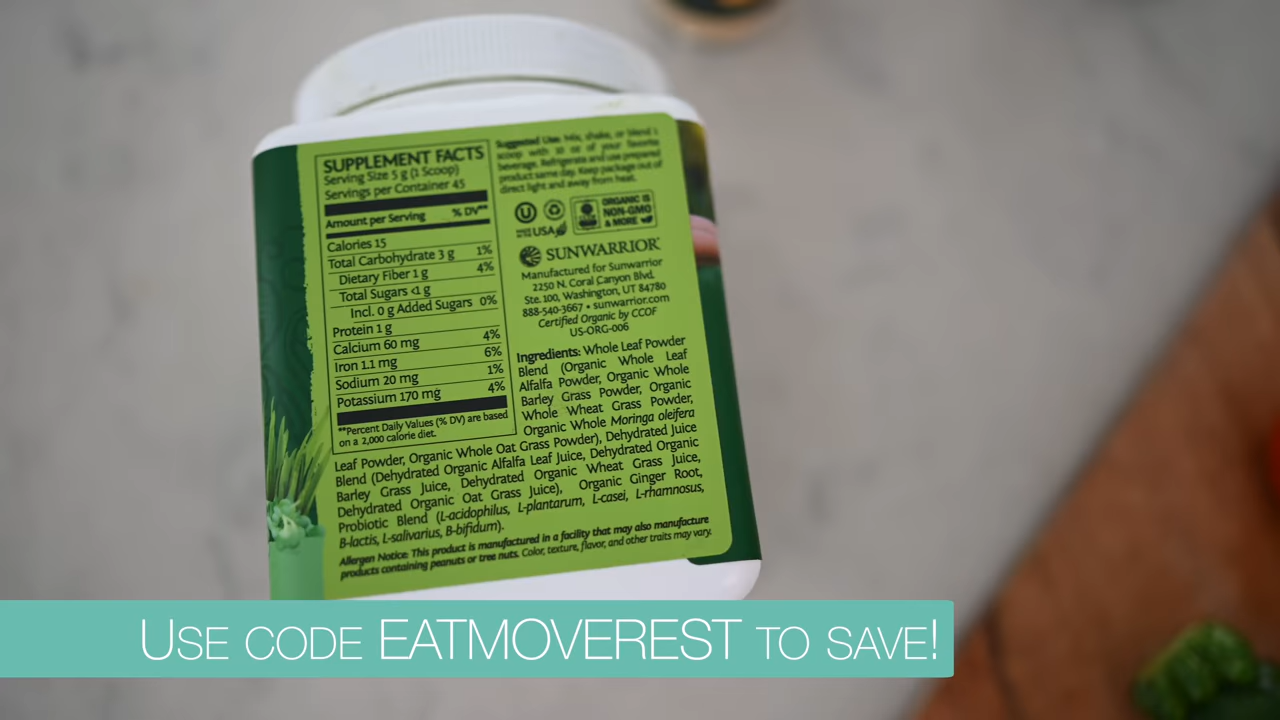 SUPPLEMENT FACTS
Serving Size 5 g (1 Scoop)
Servings per Container 45
Amount per Serving % DV**
Calories 15
Total Carbohydrate 3 g 1%
Dietary Fiber 1 g 4%
Total Sugars <1 g
Incl. 0 g Added Sugars 0%
Protein 1 g
Calcium 60 mg 4%
Iron 1.1 mg 6%
Sodium 20 mg 1%
Potassium 170 mg 4%
**Percent Daily Values (% DV) are based
on a 2,000 calorie diet.
Suggested Use: Mix, shake, or blend 1
scoop with 10 oz of your favorite
beverage. Refrigerate and use prepared
product same day. Keep package out of
direct light and away from heat.
U
USA
ORGANIC IS
NON-GMO
& MORE
SUNWARRIOR
Manufactured for Sunwarrior
2250 N. Coral Canyon Blvd.
Ste. 100, Washington, UT 84780
888-540-3667 • sunwarrior.com
Certified Organic by CCOF
US-ORG-006
Ingredients: Whole Leaf Powder
Blend (Organic Whole Leaf
Alfalfa Powder, Organic Whole
Barley Grass Powder, Organic
Whole Wheat Grass Powder,
Organic Whole Moringa oleifera
Leaf Powder, Organic Whole Oat Grass Powder), Dehydrated Juice
Blend (Dehydrated Organic Alfalfa Leaf Juice, Dehydrated Organic
Barley Grass Juice, Dehydrated Organic Wheat Grass Juice,
Dehydrated Organic Oat Grass Juice), Organic Ginger Root,
Probiotic Blend (L-acidophilus, L-plantarum, L-casei, L-rhamnosus,
B-lactis, L-salivarius, B-bifidum).
Allergen Notice: This product is manufactured in a facility that may also manufacture
products containing peanuts or tree nuts. Color, texture, flavor, and other traits may vary.
USE CODE EATMOVEREST TO SAVE!